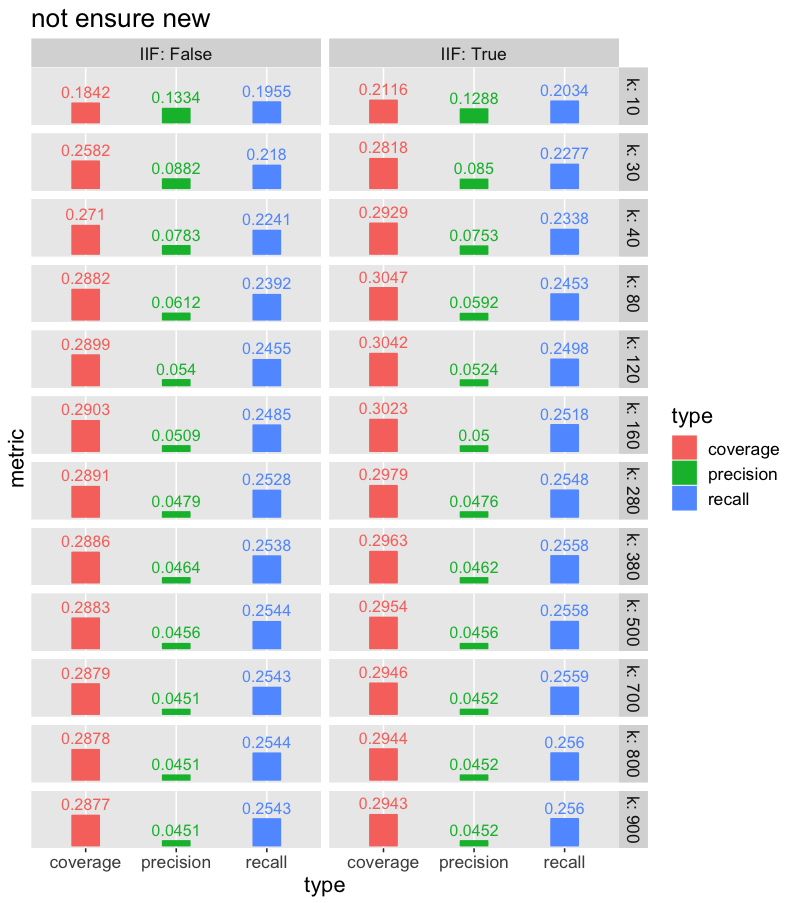 not ensure new
IIF: False IIF: True
0.1842 0.1334 0.1955 0.2116 0.1288 0.2034 k: 10
0.2582 0.0882 0.218 0.2818 0.085 0.2277 k: 30
0.271 0.0783 0.2241 0.2929 0.0753 0.2338 k: 40
0.2882 0.0612 0.2392 0.3047 0.0592 0.2453 k: 80
0.2899 0.054 0.2455 0.3042 0.0524 0.2498 k: 120
0.2903 0.0509 0.2485 0.3023 0.05 0.2518 k: 160
0.2891 0.0479 0.2528 0.2979 0.0476 0.2548 k: 280
0.2886 0.0464 0.2538 0.2963 0.0462 0.2558 k: 380
0.2883 0.0456 0.2544 0.2954 0.0456 0.2558 k: 500
0.2879 0.0451 0.2543 0.2946 0.0452 0.2559 k: 700
0.2878 0.0451 0.2544 0.2944 0.0452 0.256 k: 800
0.2877 0.0451 0.2543 0.2943 0.0452 0.256 k: 900
coverage precision recall coverage precision recall
type
metric
type
coverage
precision
recall